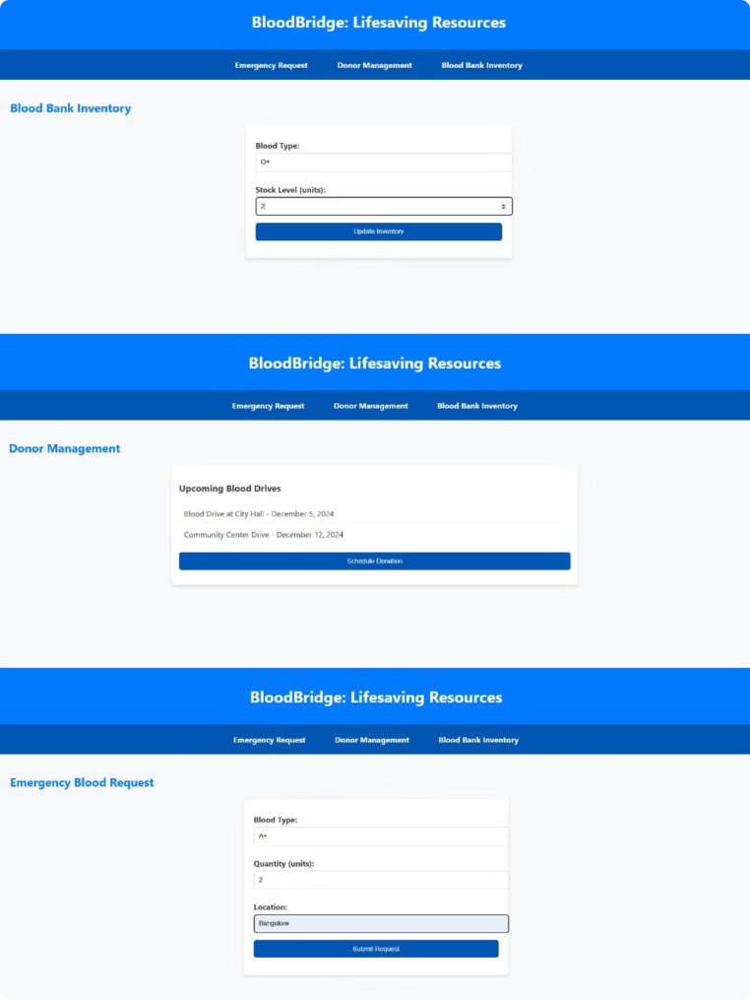 BloodBridge: Lifesaving Resources
Emergency Request Donor Management Blood Bank Inventory
Blood Bank Inventory
Blood Type:
O+
Stock Level (units):
2
Update Inventory
BloodBridge: Lifesaving Resources
Emergency Request Donor Management Blood Bank Inventory
Donor Management
Upcoming Blood Drives
Blood Drive at City Hall - December 5, 2024
Community Center Drive - December 12, 2024
Schedule Donation
BloodBridge: Lifesaving Resources
Emergency Request Donor Management Blood Bank Inventory
Emergency Blood Request
Blood Type:
A+
Quantity (units):
2
Location:
Bangalore
Submit Request